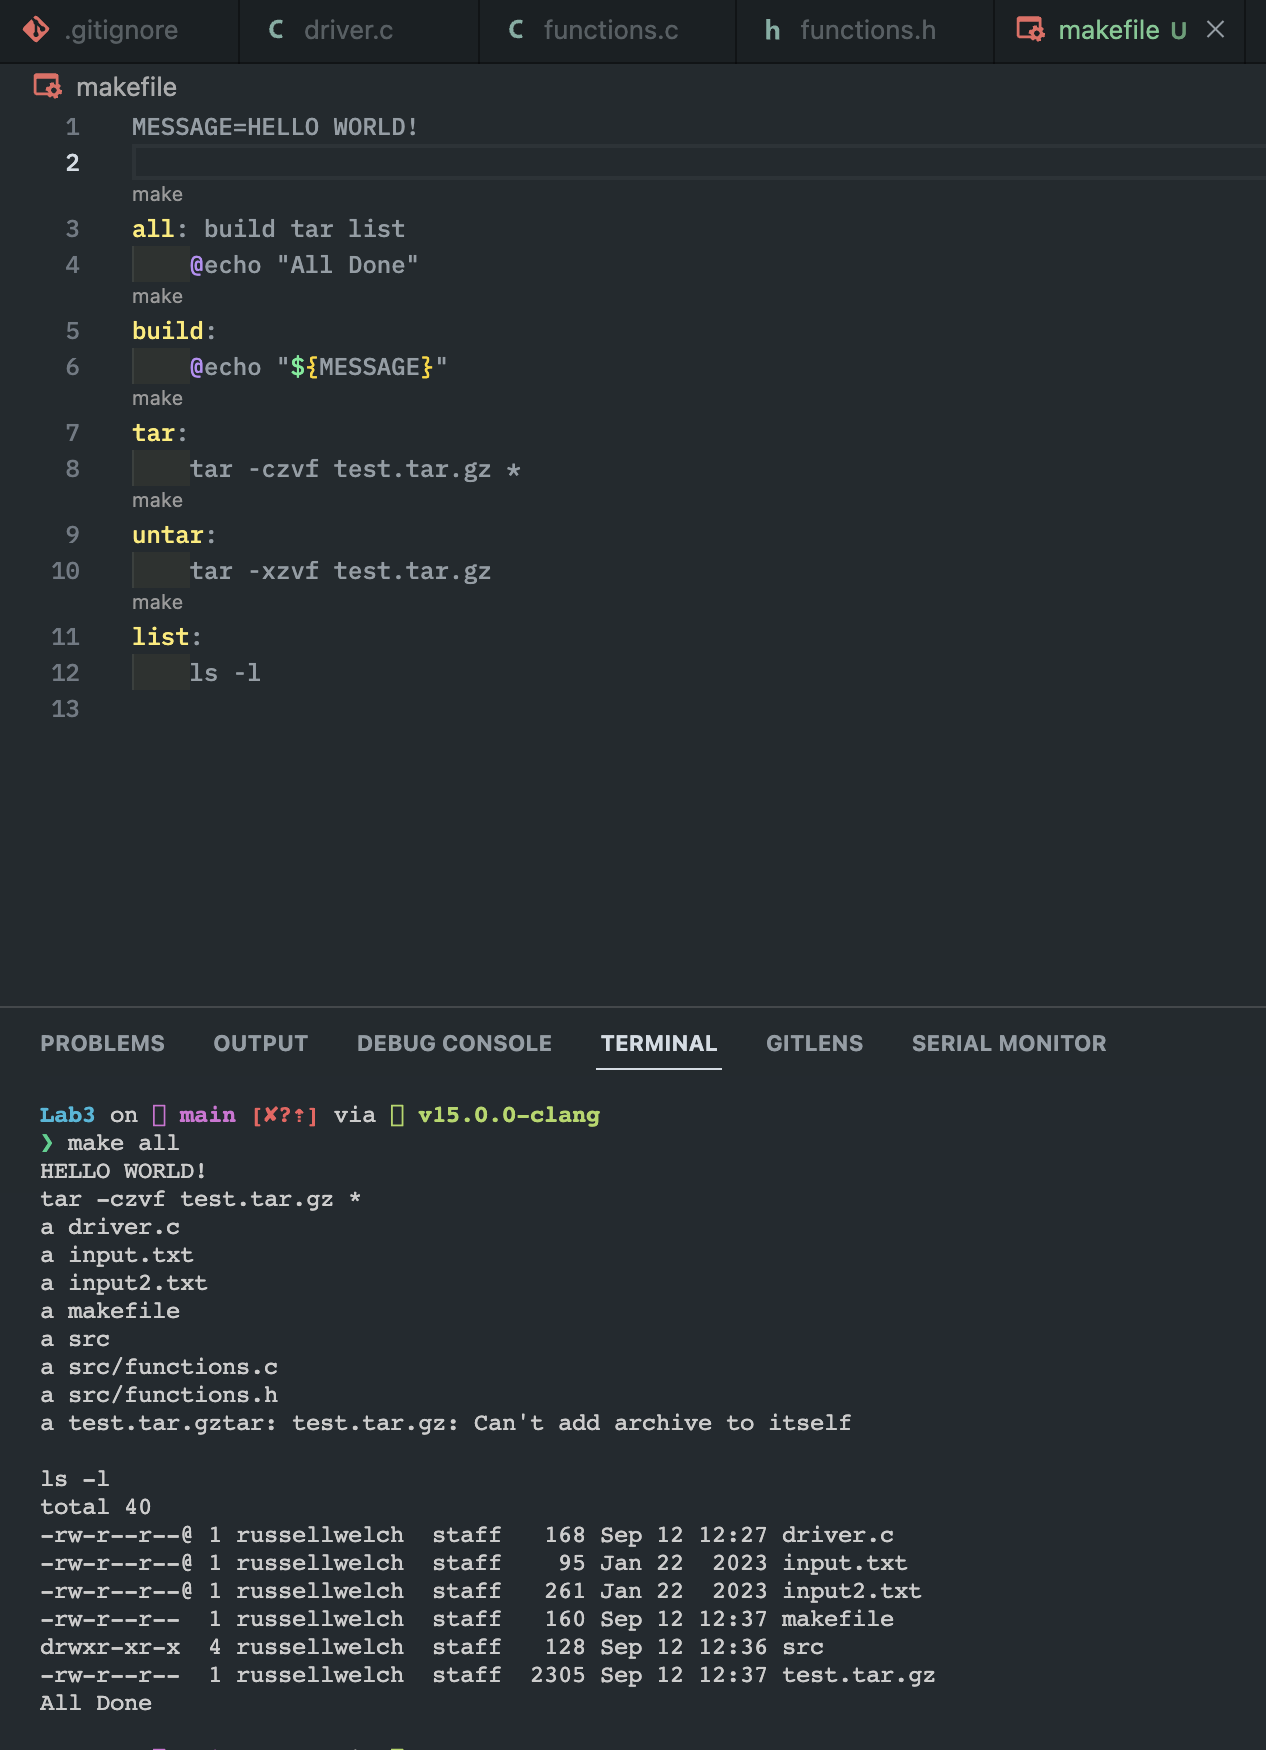 .gitignore C driver.c C functions.c h functions.h makefile U
makefile
1 MESSAGE=HELLO WORLD!
2
make
3 all: build tar list
4 @echo "All Done"
make
5 build:
6 @echo "${MESSAGE}"
make
7 tar:
8 tar -czvf test.tar.gz *
make
9 untar:
10 tar -xzvf test.tar.gz
make
11 list:
12 ls -l
13
PROBLEMS OUTPUT DEBUG CONSOLE TERMINAL GITLENS SERIAL MONITOR
Lab3 on main [✘?⇡] via v15.0.0-clang
❯ make all
HELLO WORLD!
tar -czvf test.tar.gz *
a driver.c
a input.txt
a input2.txt
a makefile
a src
a src/functions.c
a src/functions.h
a test.tar.gztar: test.tar.gz: Can't add archive to itself
ls -l
total 40
-rw-r--r--@ 1 russellwelch staff 168 Sep 12 12:27 driver.c
-rw-r--r--@ 1 russellwelch staff 95 Jan 22 2023 input.txt
-rw-r--r--@ 1 russellwelch staff 261 Jan 22 2023 input2.txt
-rw-r--r-- 1 russellwelch staff 160 Sep 12 12:37 makefile
drwxr-xr-x 4 russellwelch staff 128 Sep 12 12:36 src
-rw-r--r-- 1 russellwelch staff 2305 Sep 12 12:37 test.tar.gz
All Done